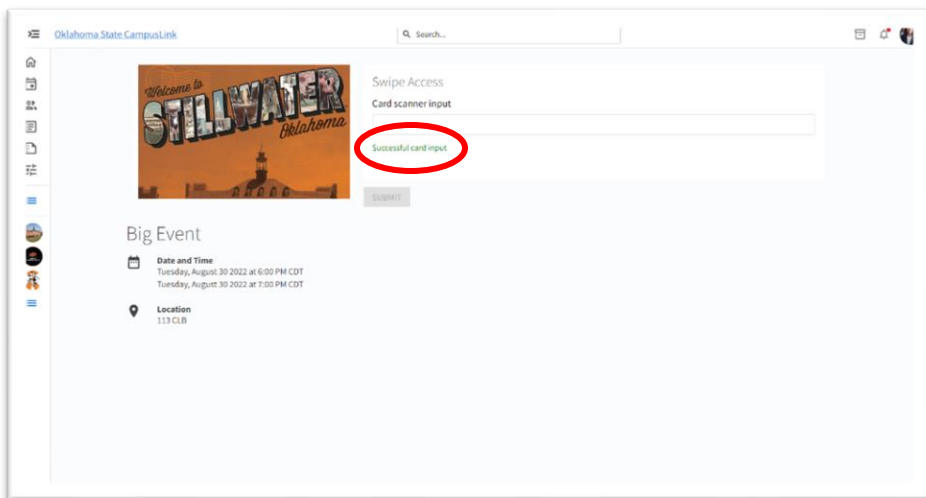 Oklahoma State CampusLink
Search...
Welcome to
STILLWATER
Oklahoma
Swipe Access
Card scanner input
Successful card input
SUBMIT
Big Event
Date and Time
Tuesday, August 30 2022 at 6:00 PM CDT
Tuesday, August 30 2022 at 7:00 PM CDT
Location
113 CLB